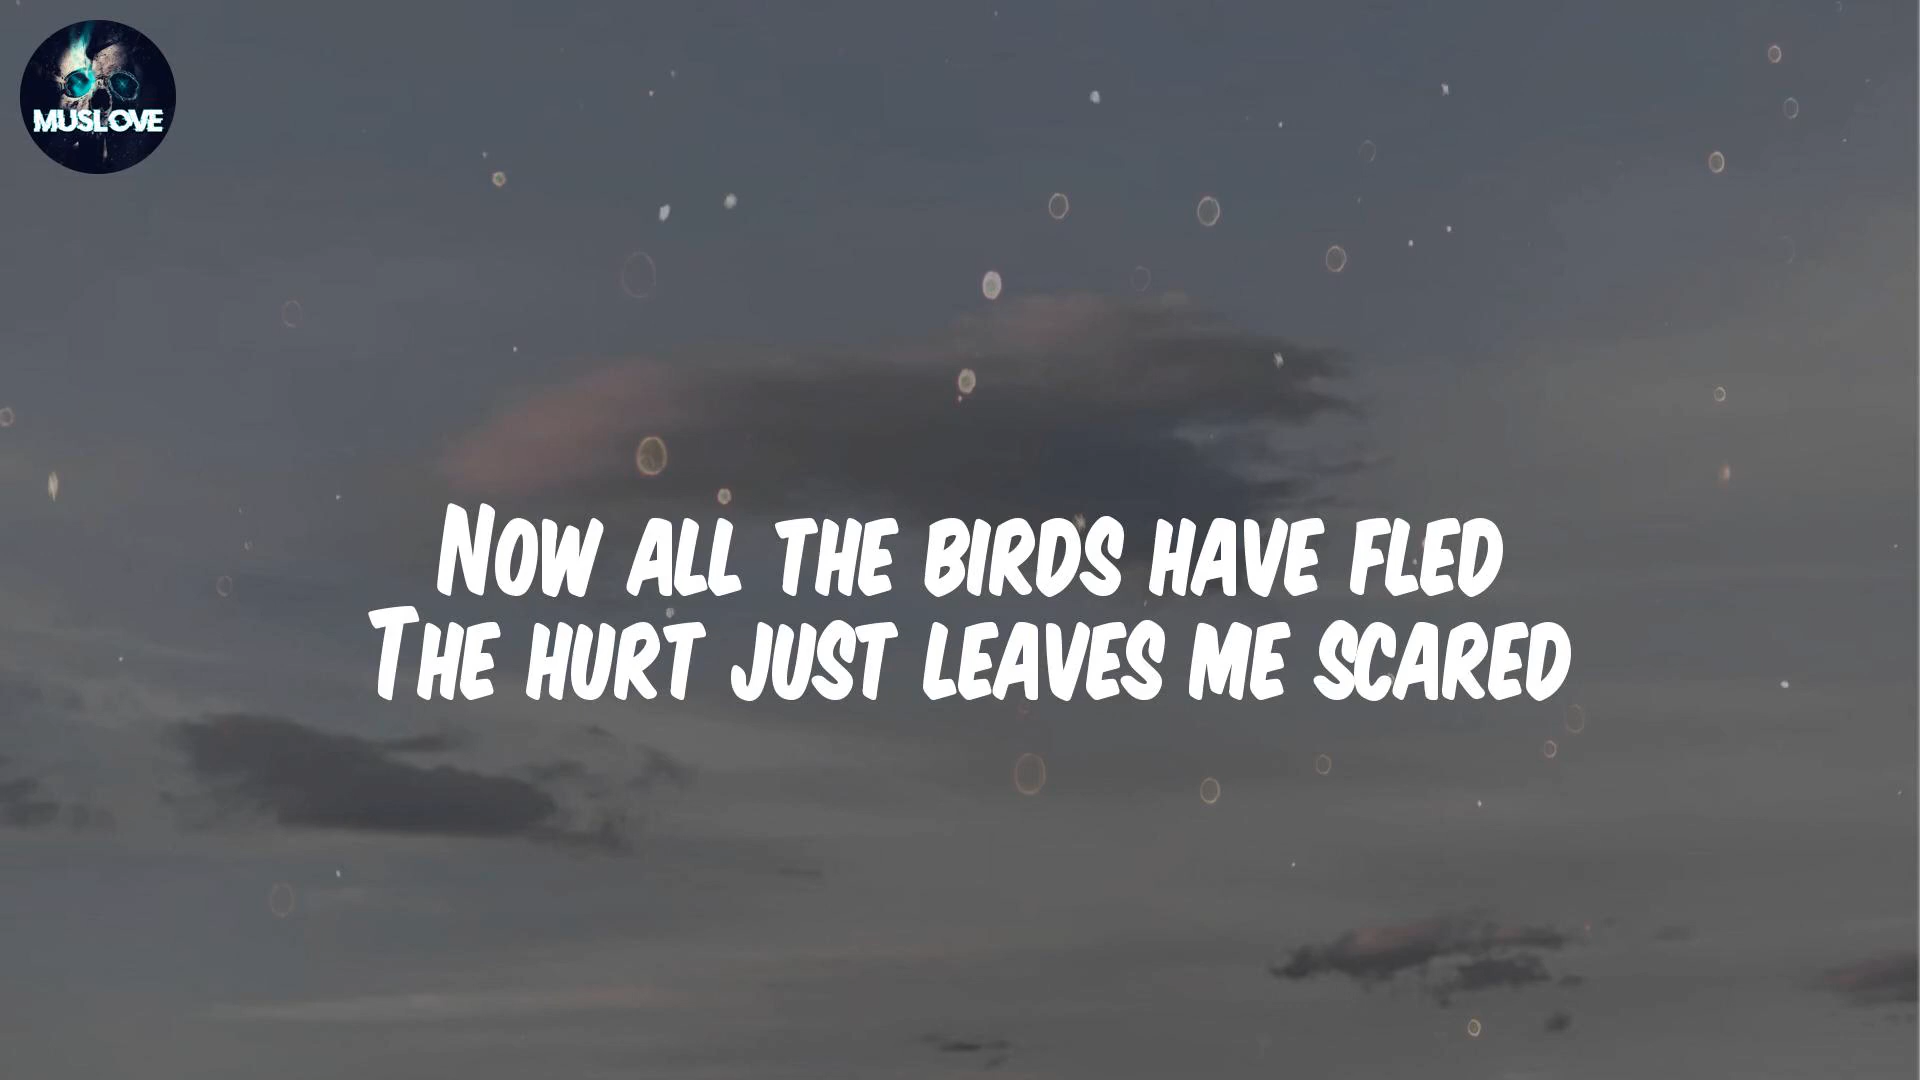 MUSLOVE
NOW ALL THE BIRDS HAVE FLED
THE HURT JUST LEAVES ME SCARED